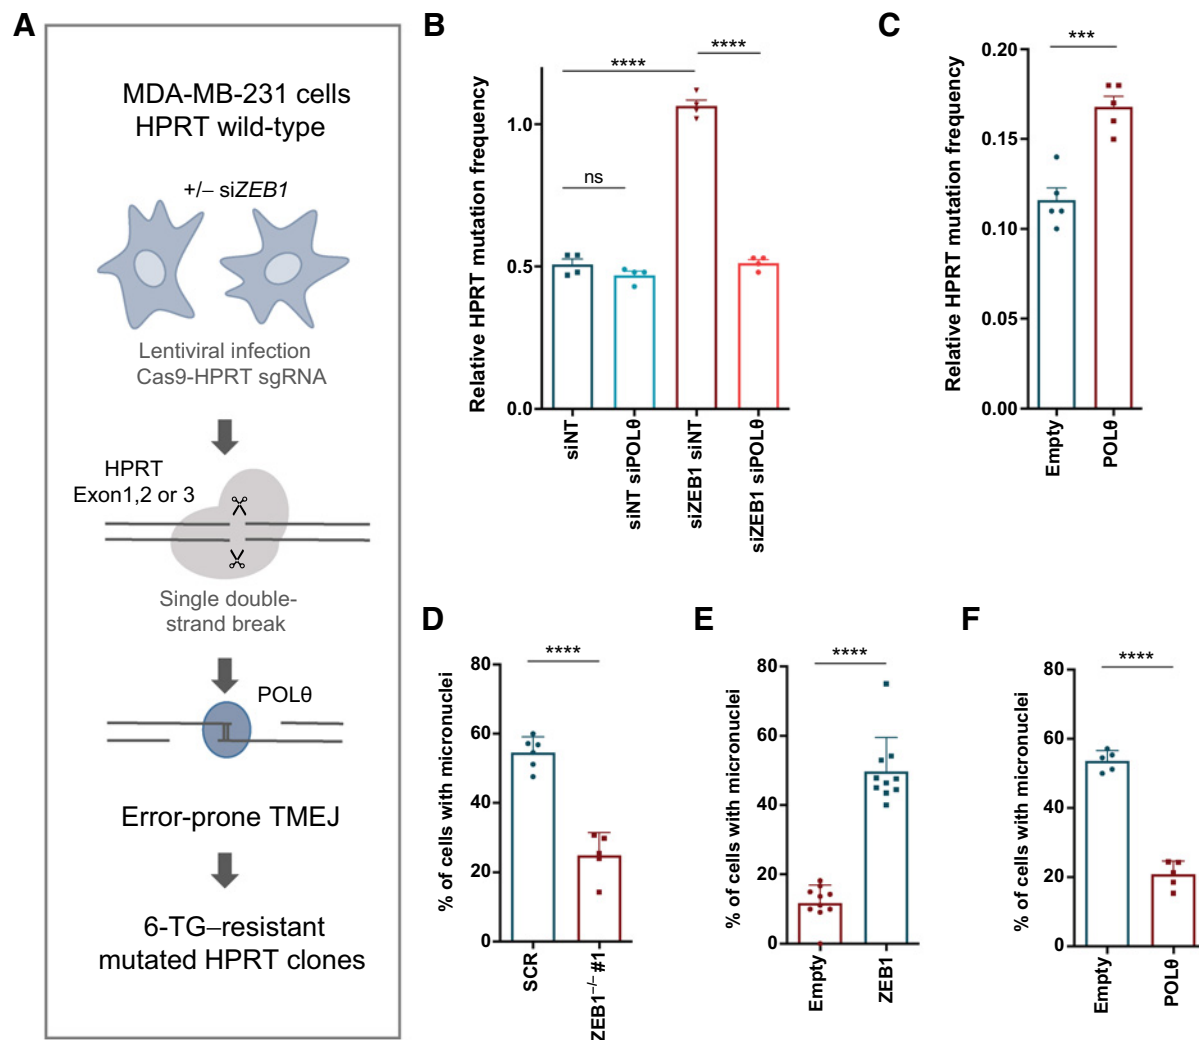 A
MDA-MB-231 cells
HPRT wild-type
+/– siZEB1
Lentiviral infection
Cas9-HPRT sgRNA
HPRT
Exon1,2 or 3
Single double-
strand break
POLθ
Error-prone TMEJ
6-TG–resistant
mutated HPRT clones
B
Relative HPRT mutation frequency
1.0
0.5
0.0
ns
****
****
siNT
siNT siPOLθ
siZEB1 siNT
siZEB1 siPOLθ
C
Relative HPRT mutation frequency
0.20
0.15
0.10
0.05
0.00
***
Empty
POLθ
D
% of cells with micronuclei
80
60
40
20
0
****
SCR
ZEB1–/– #1
E
% of cells with micronuclei
80
60
40
20
0
****
Empty
ZEB1
F
% of cells with micronuclei
80
60
40
20
0
****
Empty
POLθ